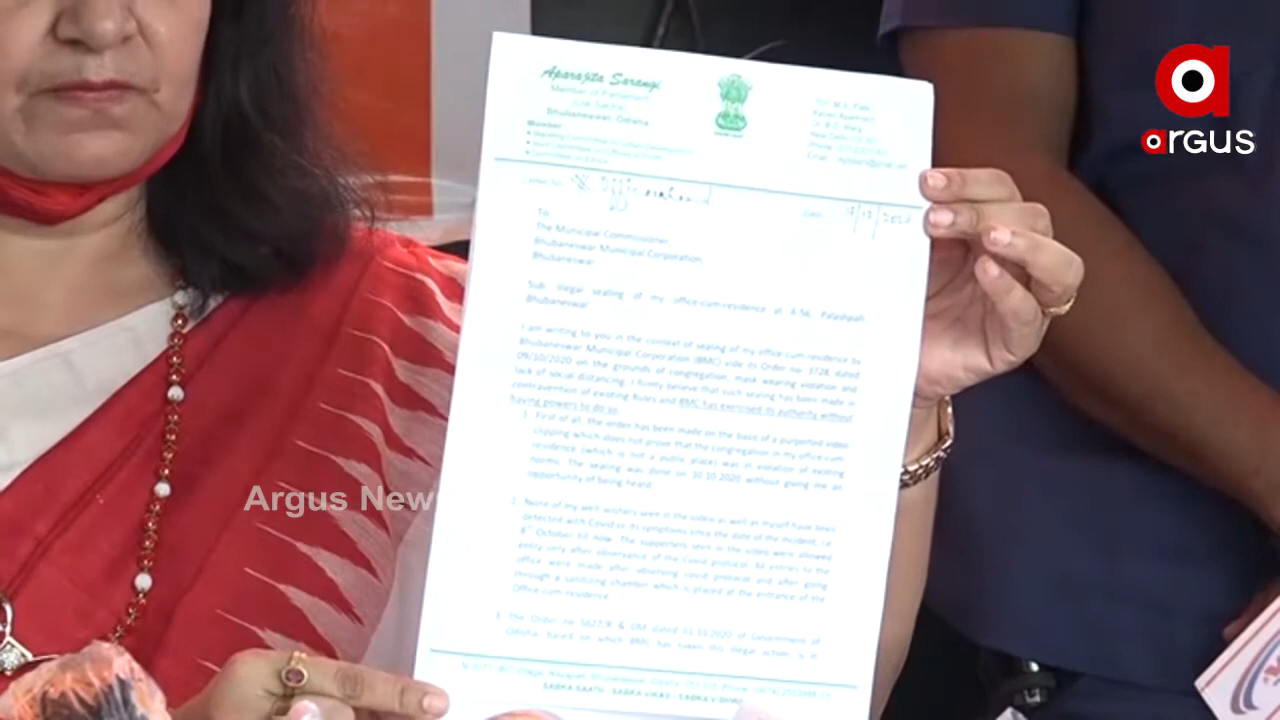 Aparajita Sarangi
Member of Parliament
(Lok Sabha)
Bhubaneswar, Odisha
Member:
New Delhi
Phone
Email
Letter No.
Date
argus
To
The Municipal Commissioner
Bhubaneswar Municipal Corporation,
Bhubaneswar
Sub: Illegal sealing of my office-cum-residence at A-56, Palashpalli
Bhubaneswar
I am writing to you in the context of sealing of my office-cum-residence by
Bhubaneswar Municipal Corporation (BMC) vide its Order no. 3728, dated
09/10/2020 on the grounds of congregation, mask wearing violation and
lack of social distancing. I firmly believe that such sealing has been made in
contravention of existing Rules and BMC has exercised its authority without
having powers to do so.
1. First of all, the order has been made on the basis of a purported video
clipping which does not prove that the congregation in my office-cum-
residence (which is not a public place) was in violation of existing
norms. The sealing was done on 10.10.2020 without giving me an
opportunity of being heard.
Argus New
2. None of my well-wishers seen in the video as well as myself have been
detected with Covid or its symptoms since the date of the incident, i.e
8th October till now. The supporters seen in the video were allowed
entry only after observance of the Covid protocol. All entries to the
office were made after observing covid protocol and after going
through a sanitizing chamber which is placed at the entrance of the
Office-cum-residence.
3. The Order no 5627/R & DM dated 01.10.2020 of Government of
Odisha, based on which BMC has taken this illegal action, is it
SABKA SAATH - SABKA VIKAS - SABKA VISHWAS